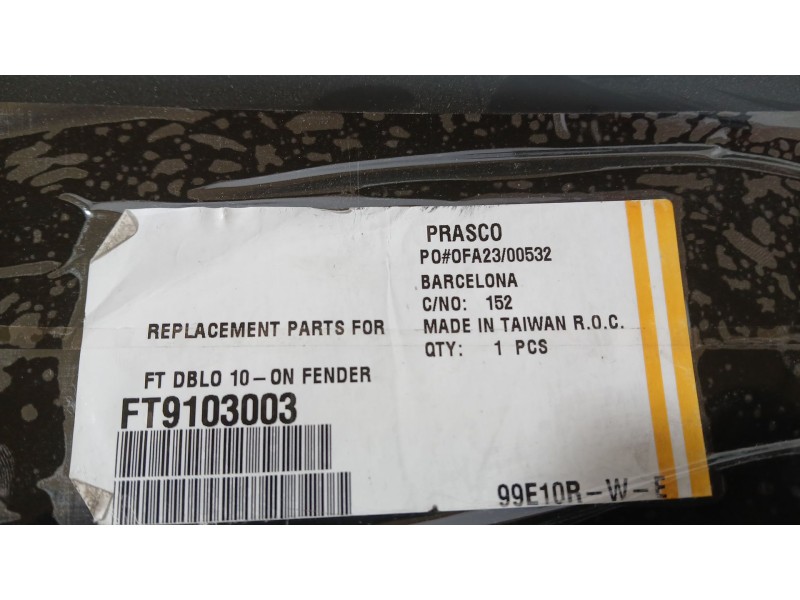 PRASCO
PO#OFA23/00532
BARCELONA
C/NO: 152
MADE IN TAIWAN R.O.C.
QTY: 1 PCS
REPLACEMENT PARTS FOR
FT DBLO 10-ON FENDER
FT9103003
99E10R-W-E